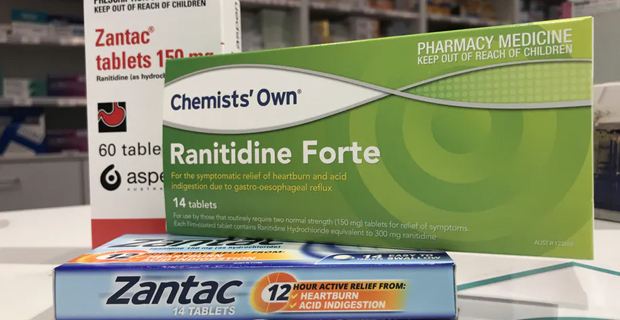 KEEP OUT OF REACH OF CHILDREN
Zantac®
tablets 150 mg
Ranitidine (as hydroch
60 table
aspe
AUSTRA
PHARMACY MEDICINE
KEEP OUT OF REACH OF CHILDREN
Chemists' Own®
Ranitidine Forte
For the symptomatic relief of heartburn and acid
indigestion due to gastro-oesophageal reflux
14 tablets
For use by those that routinely require two normal strength (150 mg) tablets for relief of symptoms.
Each film-coated tablet contains Ranitidine Hydrochloride equivalent to 300 mg ranitidine
AUST R
Zantac
14 TABLETS
12 HOUR ACTIVE RELIEF FROM:
HEARTBURN
ACID INDIGESTION